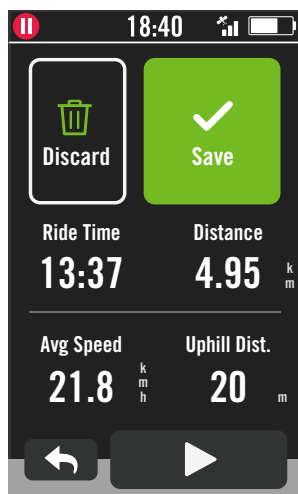 18:40
Discard
Save
Ride Time
Distance
13:37
4.95 km
Avg Speed
Uphill Dist.
21.8 kmh
20 m